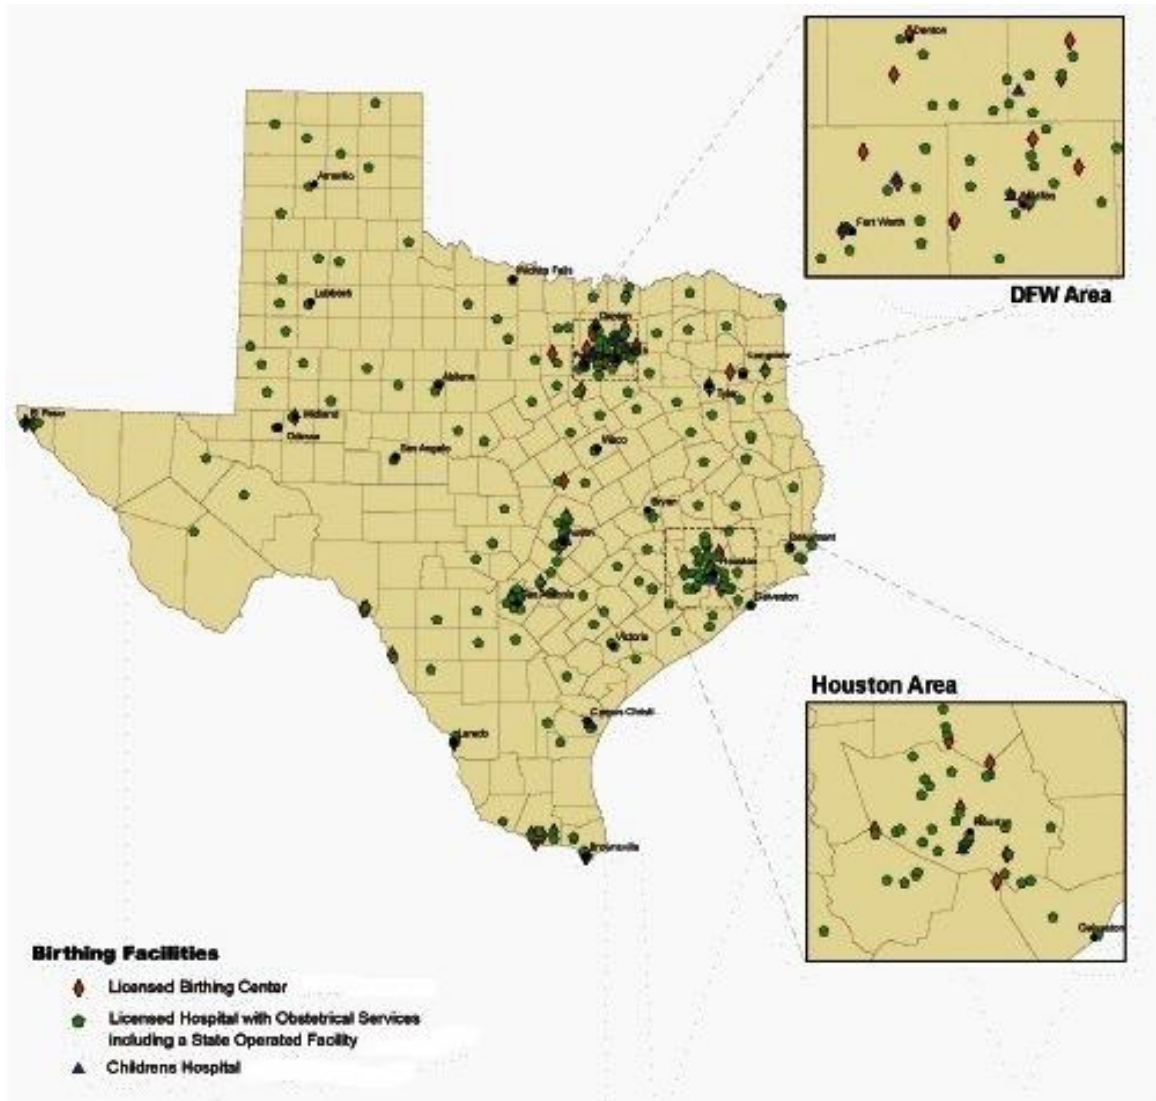 Denton
Fort Worth
DFW Area
Amarillo
Lubbock
Wichita Falls
Abilene
Longview
Tyler
El Paso
Midland
Odessa
San Angelo
Waco
Bryan
Austin
Beaumont
Houston
Galveston
San Antonio
Victoria
Corpus Christi
Laredo
Brownsville
Houston Area
Houston
Galveston
Birthing Facilities
Licensed Birthing Center
Licensed Hospital with Obstetrical Services
including a State Operated Facility
Childrens Hospital